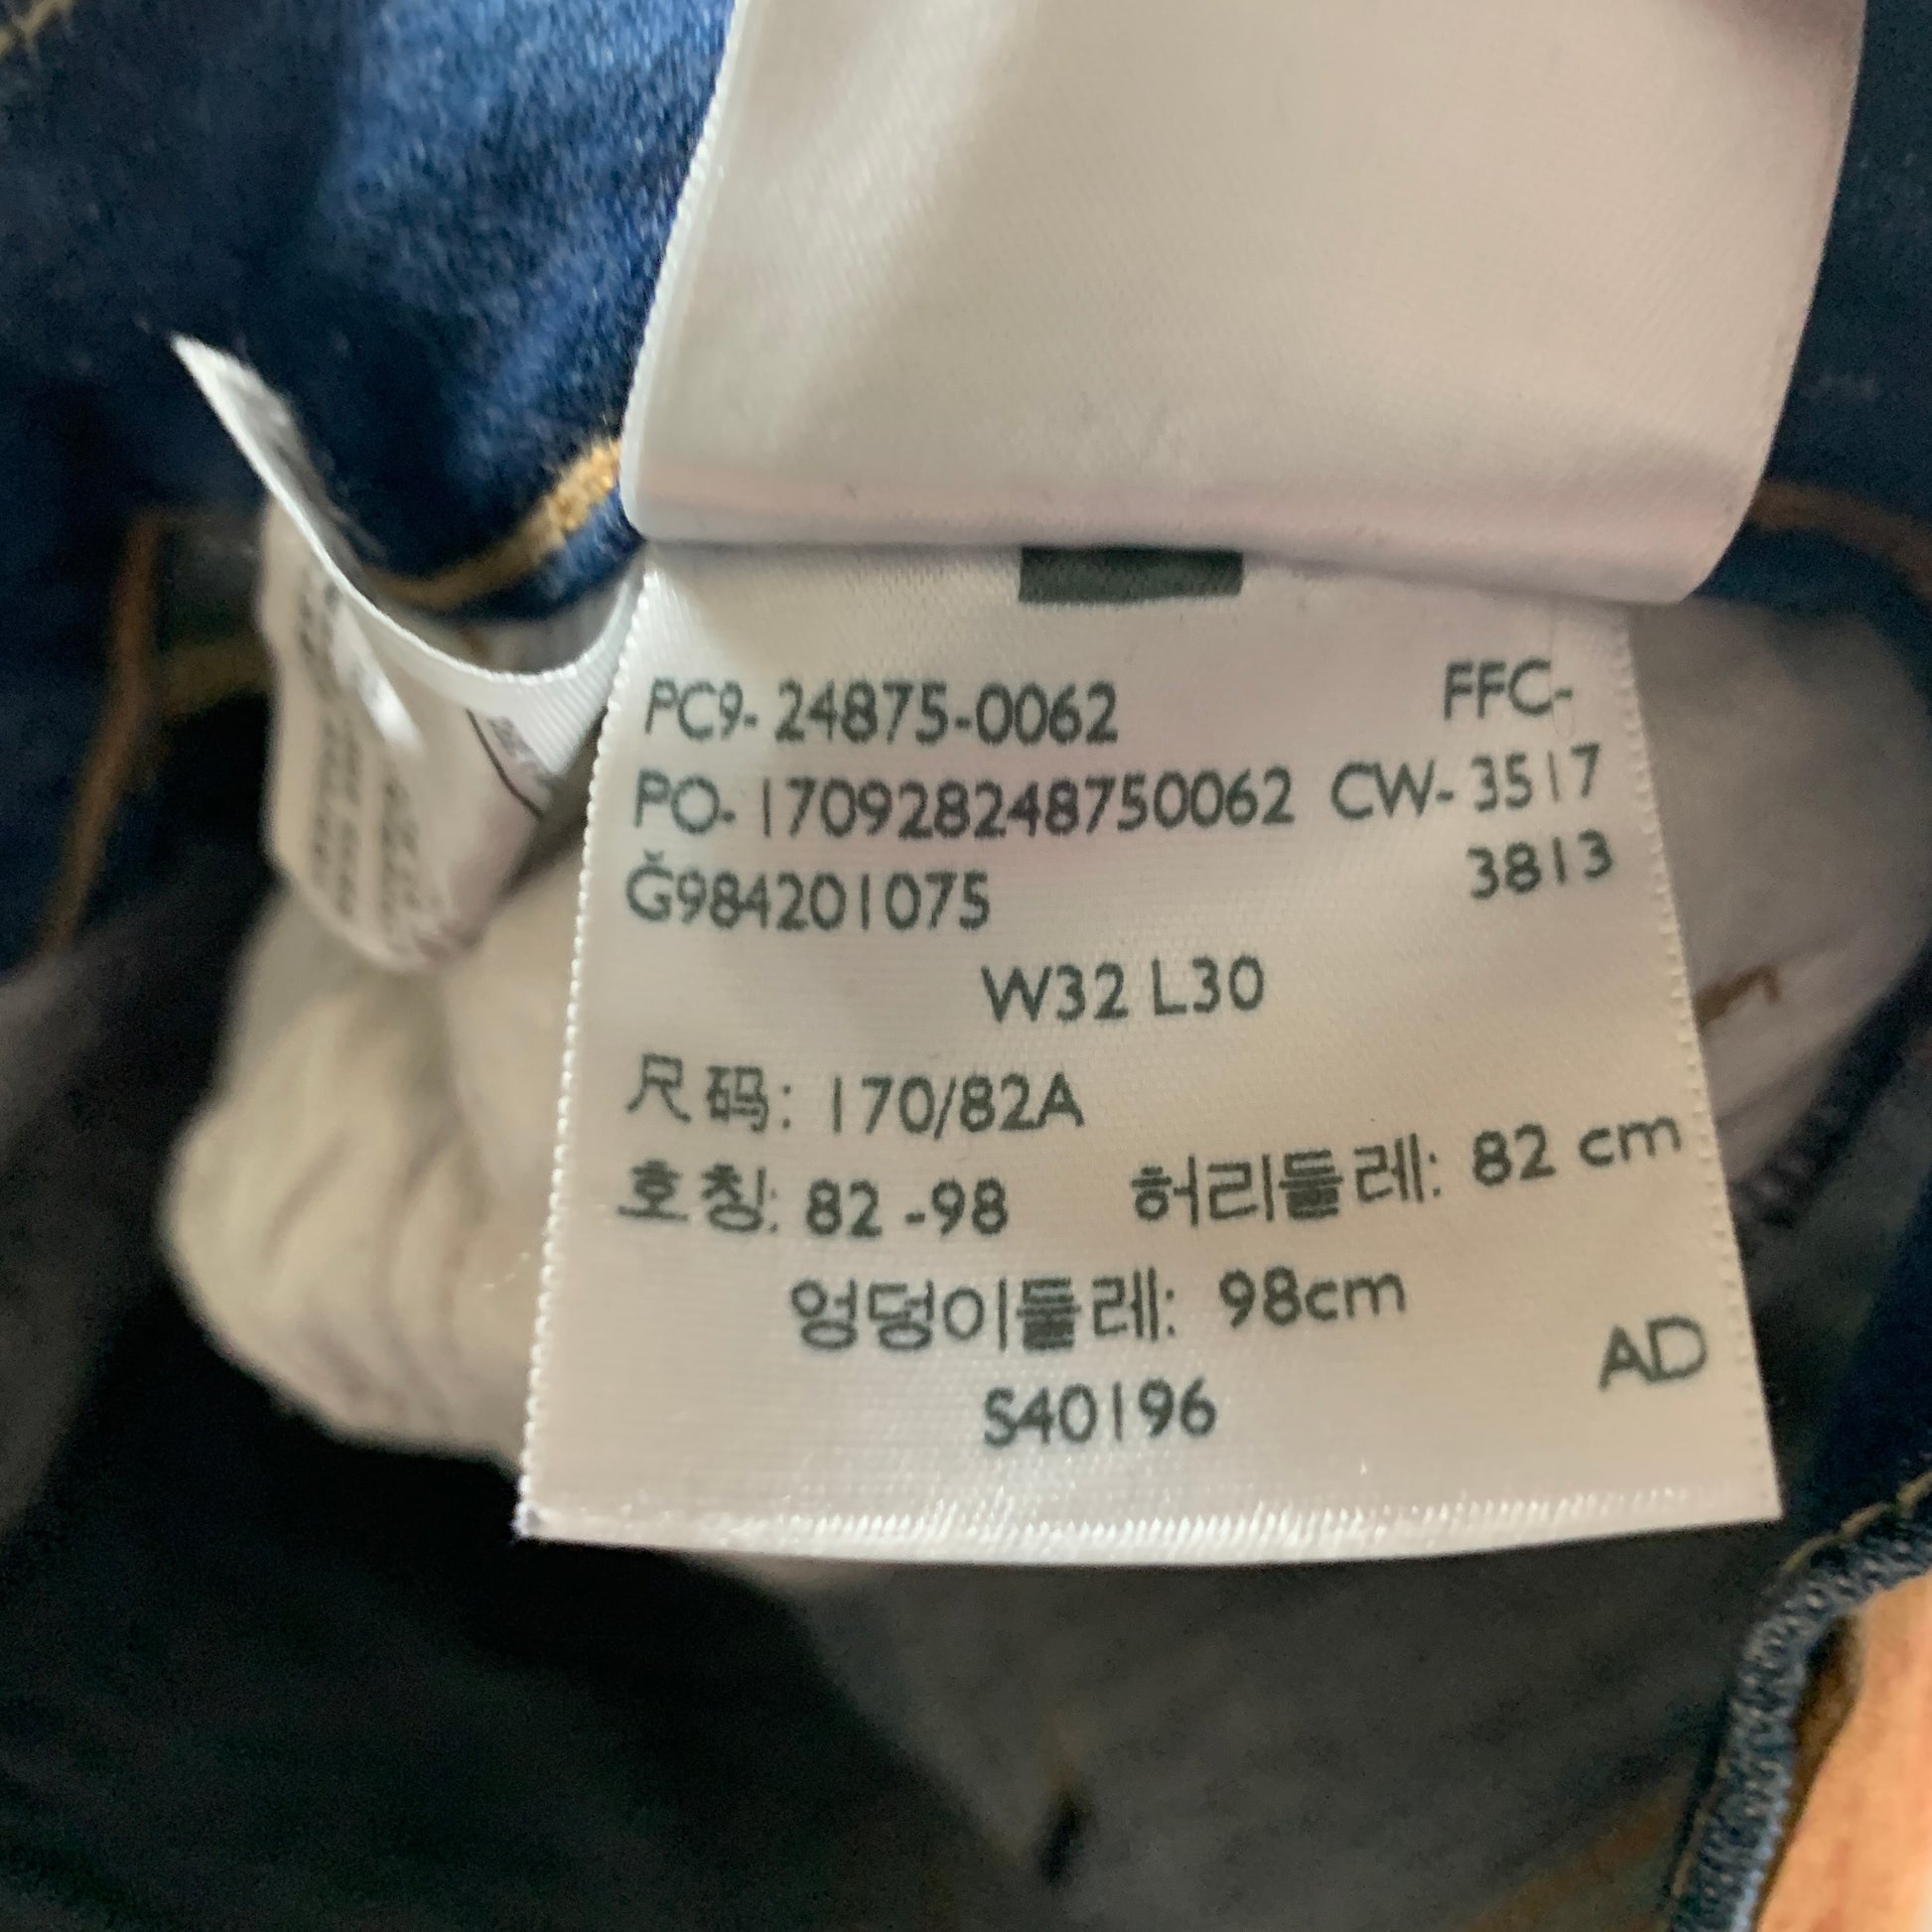 PC9- 24875-0062 FFC-
PO- 170928248750062 CW- 3517
Ğ984201075 3813
W32 L30
尺码: 170/82A
호칭: 82 -98 허리둘레: 82 cm
엉덩이둘레: 98cm
AD
S40196